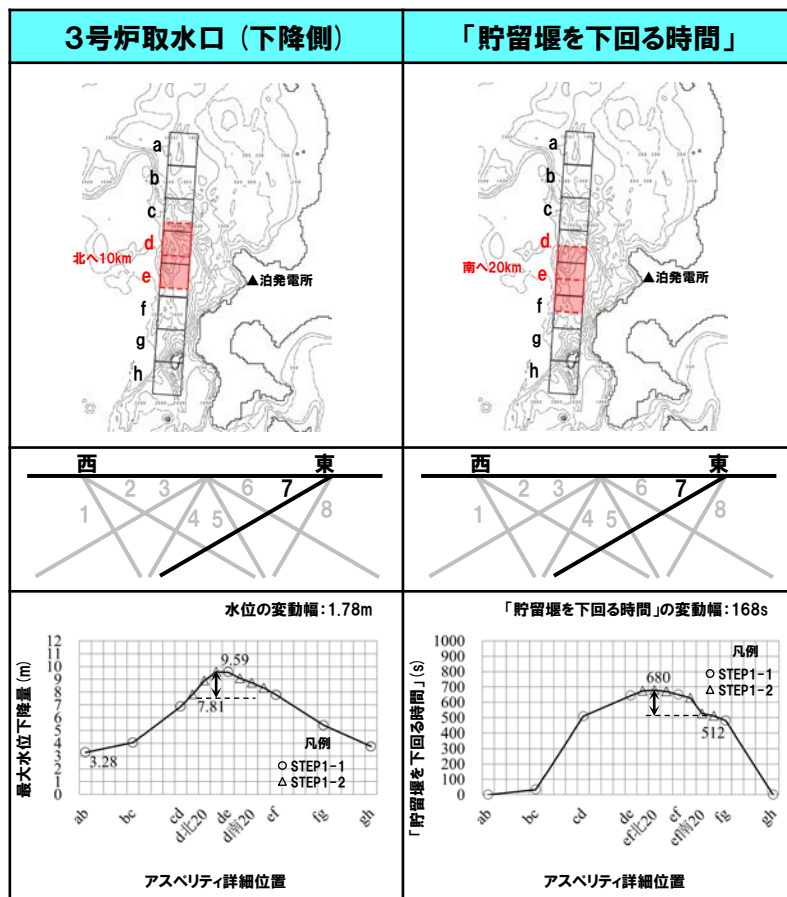 3号炉取水口（下降側）
「貯留堰を下回る時間」
a
b
c
d
北へ10km
e
▲泊発電所
f
g
h
a
b
c
d
南へ20km
e
▲泊発電所
f
g
h
西 東
1 2 3 4 5 6 7 8
西 東
1 2 3 4 5 6 7 8
水位の変動幅：1.78m
最大水位下降量（m）
12
11
10
9
8
7
6
5
4
3
2
1
0
9.59
7.81
3.28
凡例
○ STEP1-1
△ STEP1-2
ab bc cd d北20 de d南20 ef fg gh
アスペリティ詳細位置
「貯留堰を下回る時間」の変動幅：168s
「貯留堰を下回る時間」（s）
1000
900
800
700
600
500
400
300
200
100
0
680
512
凡例
○ STEP1-1
△ STEP1-2
ab bc cd de ef北20 ef ef南20 fg gh
アスペリティ詳細位置